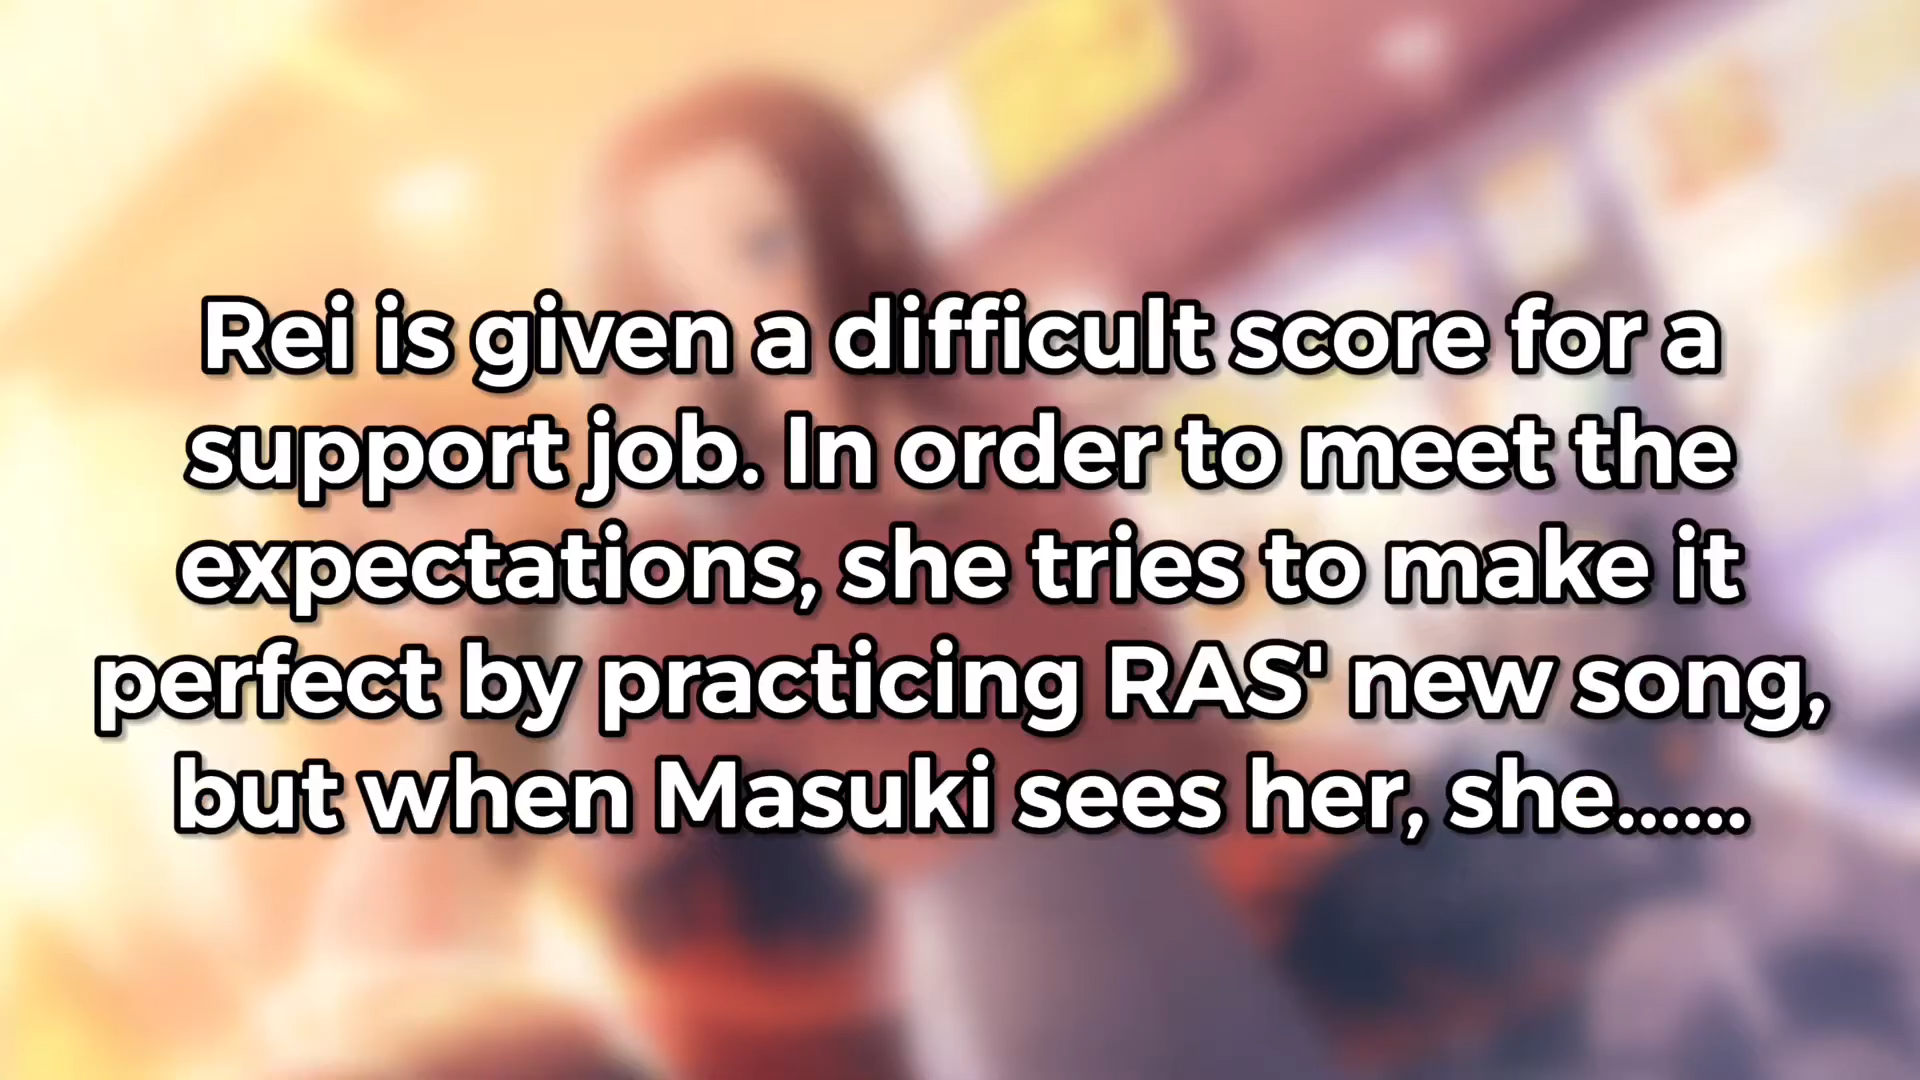 Rei is given a difficult score for a
support job. In order to meet the
expectations, she tries to make it
perfect by practicing RAS' new song,
but when Masuki sees her, she......